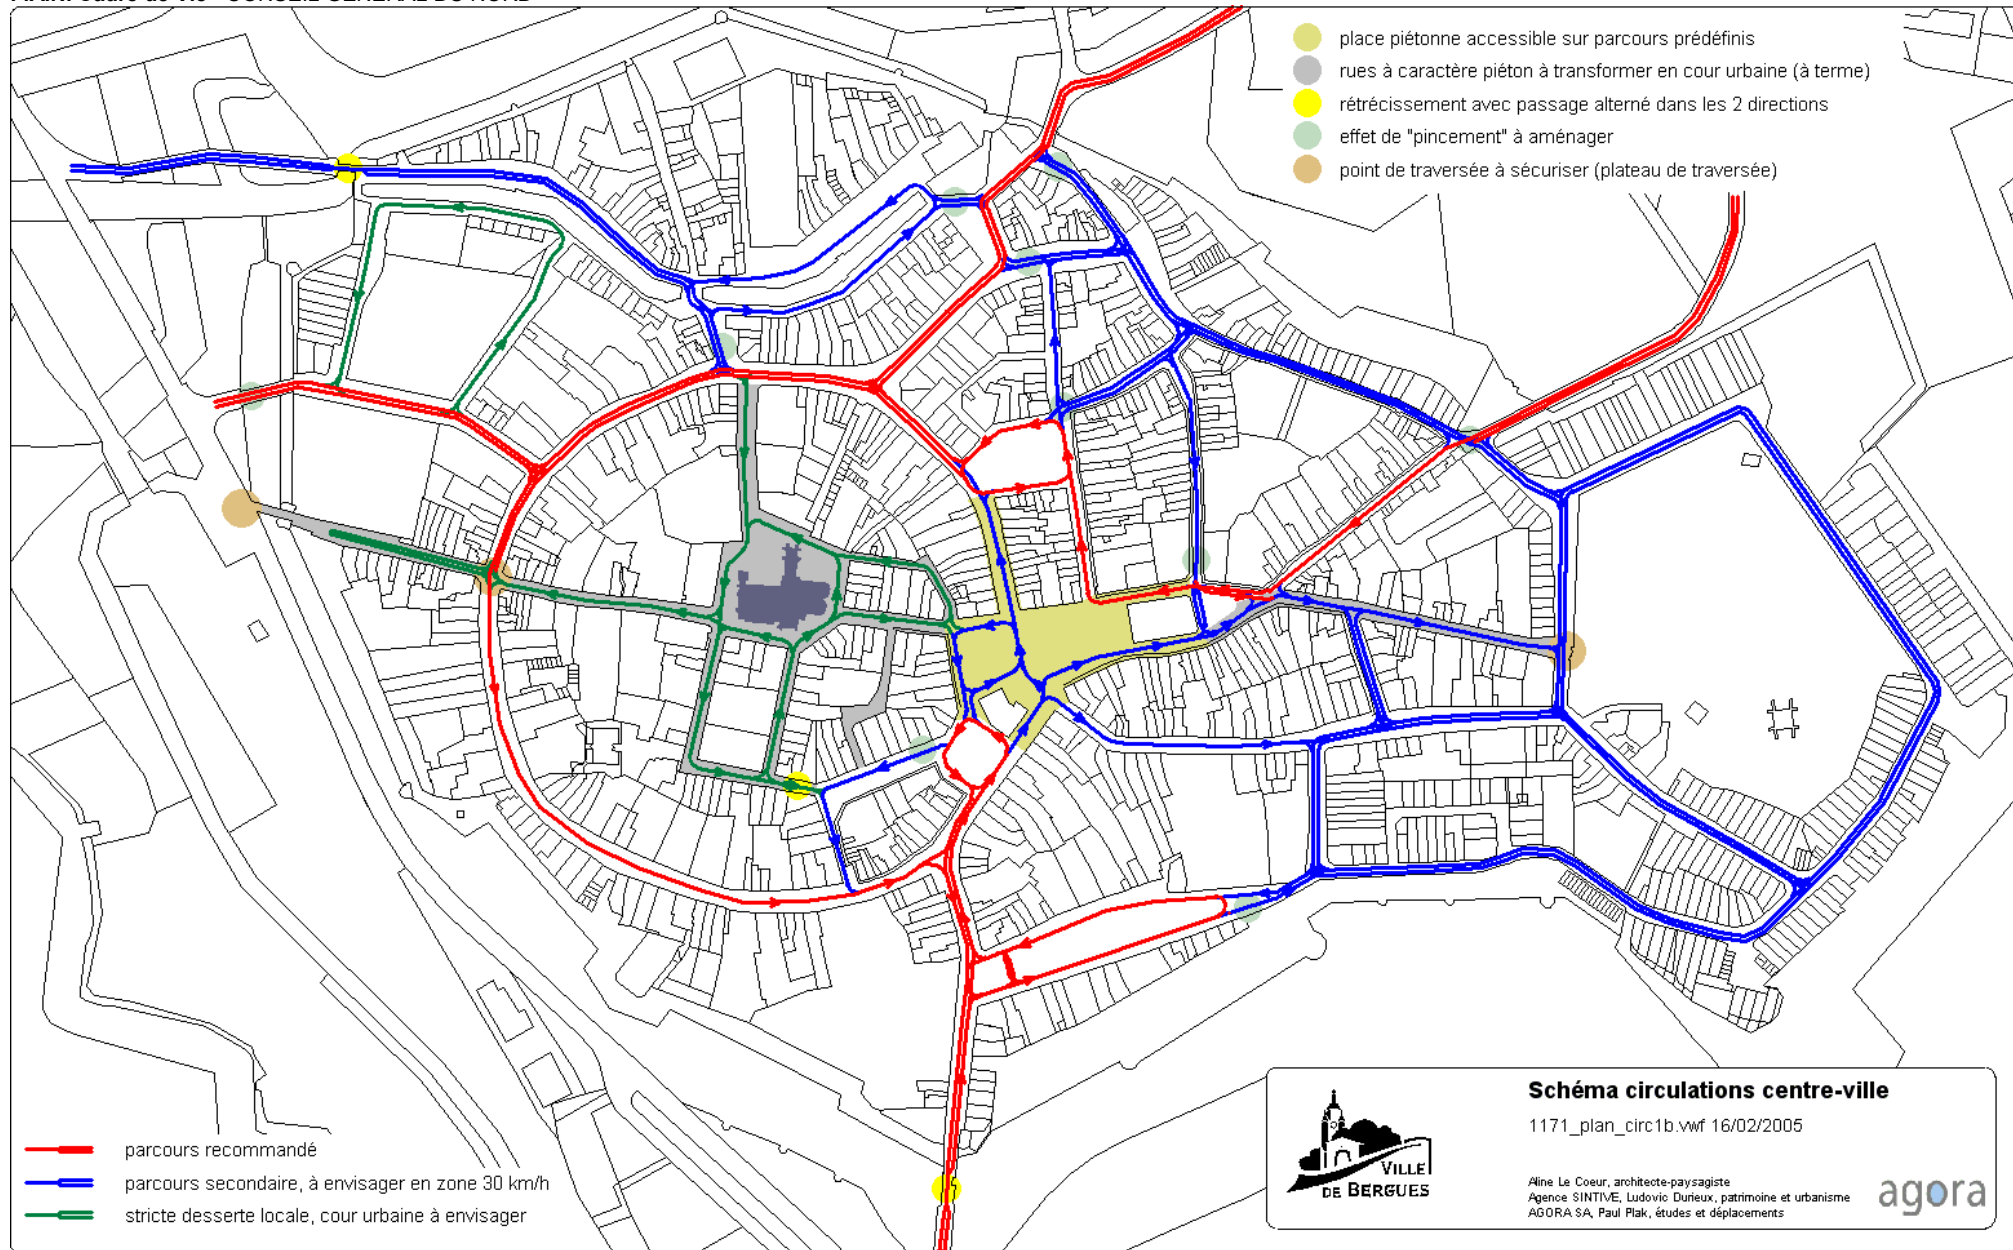 CONSEIL GENERAL DU NORD
place piétonne accessible sur parcours prédéfinis
rues à caractère piéton à transformer en cour urbaine (à terme)
rétrécissement avec passage alterné dans les 2 directions
effet de "pincement" à aménager
point de traversée à sécuriser (plateau de traversée)
parcours recommandé
parcours secondaire, à envisager en zone 30 km/h
stricte desserte locale, cour urbaine à envisager
Schéma circulations centre-ville
1171_plan_circ1b.vwf 16/02/2005
VILLE
DE BERGUES
Aline Le Coeur, architecte-paysagiste
Agence SINTIVE, Ludovic Durieux, patrimoine et urbanisme
AGORA SA, Paul Plak, études et déplacements
agora